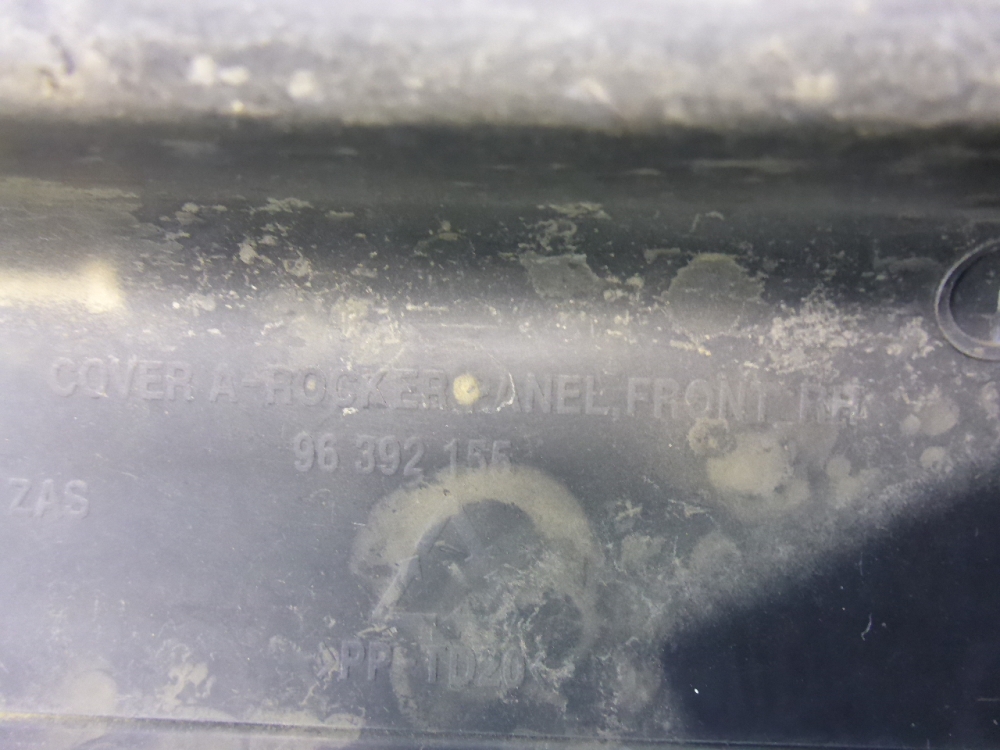 COVER A-ROCKER PANEL, FRONT RH
96 392 155
ZAS
PP-TD20